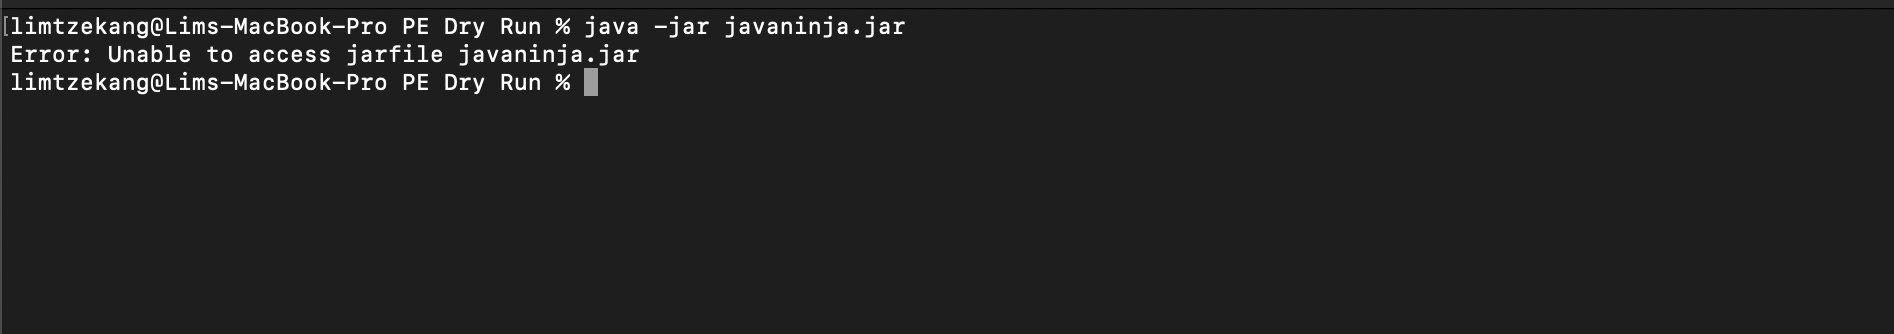 [limtzekang@Lims-MacBook-Pro PE Dry Run % java -jar javaninja.jar
Error: Unable to access jarfile javaninja.jar
limtzekang@Lims-MacBook-Pro PE Dry Run %